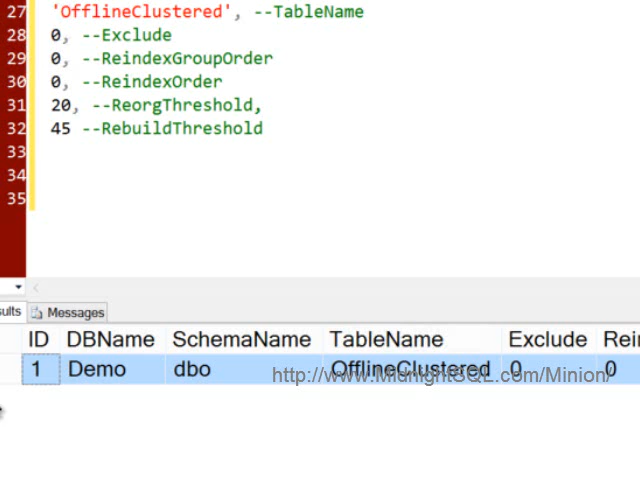 27 'OfflineClustered', --TableName
28 0, --Exclude
29 0, --ReindexGroupOrder
30 0, --ReindexOrder
31 20, --ReorgThreshold,
32 45 --RebuildThreshold
33
34
35
sults Messages
ID DBName SchemaName TableName Exclude Rein
1 Demo dbo OfflineClustered 0 0
http://www.MidnightSQL.com/Minion/